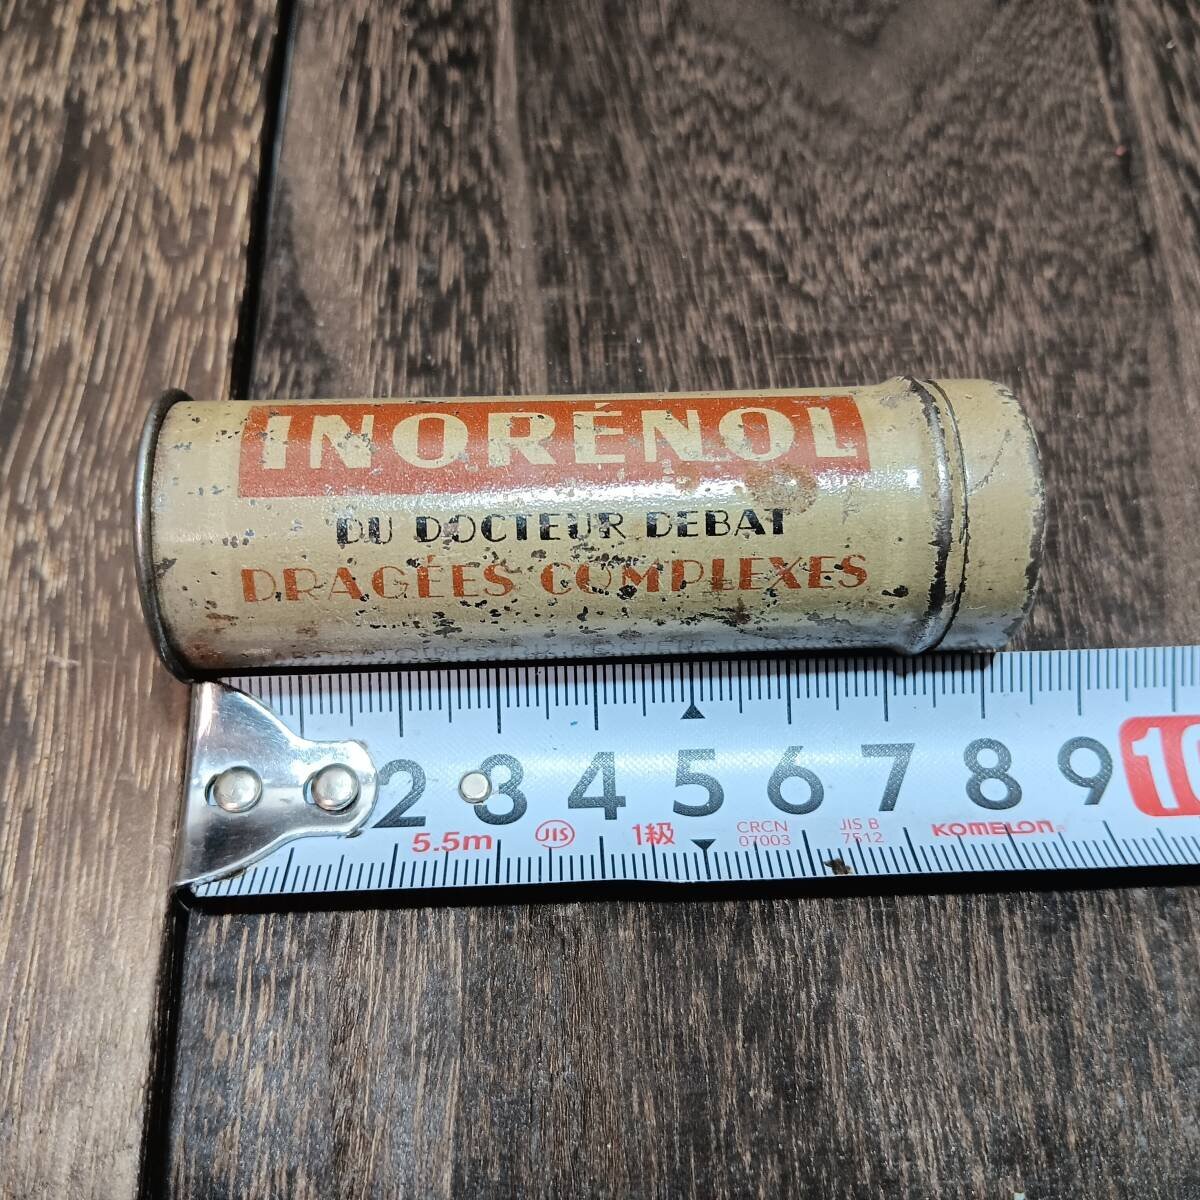 INORÉNOL
DU DOCTEUR DEBAT
DRAGÉES COMPLEXES
2 3 4 5 6 7 8 9 10
5.5m JIS 1級 CRCN 07003 JIS B 7512 KOMELON